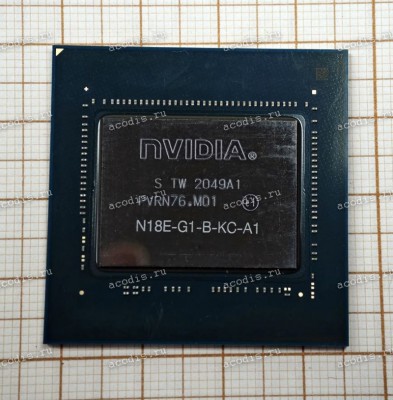 nVIDIA®
S TW 2049A1
PVRN76.M01
N18E-G1-B-KC-A1
acodis.ru